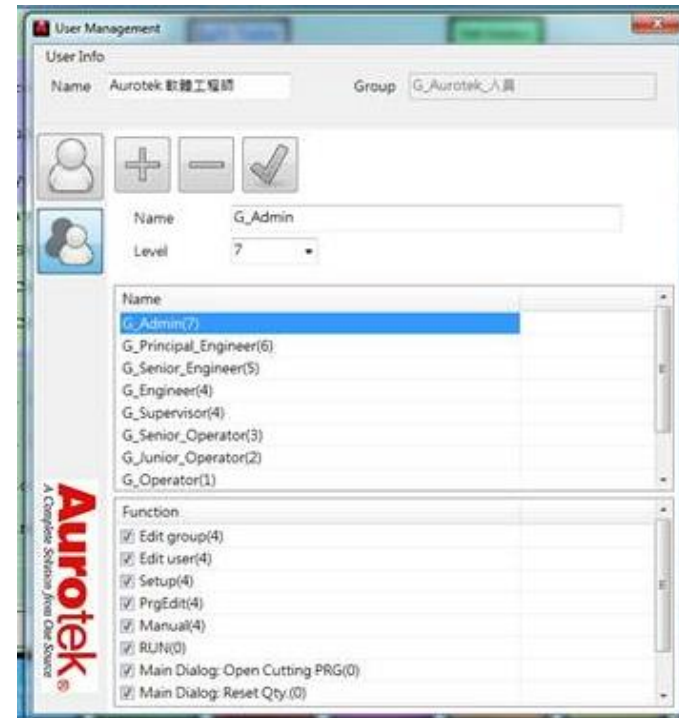 User Management
User Info
Name Aurotek 軟體工程師 Group G_Aurotek_人員
Name G_Admin
Level 7
Name
G_Admin(7)
G_Principal_Engineer(6)
G_Senior_Engineer(5)
G_Engineer(4)
G_Supervisor(4)
G_Senior_Operator(3)
G_Junior_Operator(2)
G_Operator(1)
Function
Edit group(4)
Edit user(4)
Setup(4)
PrgEdit(4)
Manual(4)
RUN(0)
Main Dialog: Open Cutting PRG(0)
Main Dialog: Reset Qty.(0)
Aurotek®
A Complete Solution from One Source